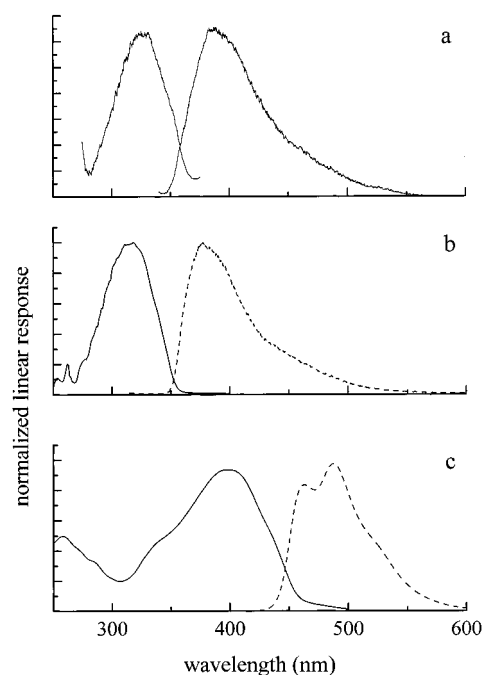 a
b
normalized linear response
c
300 400 500 600
wavelength (nm)